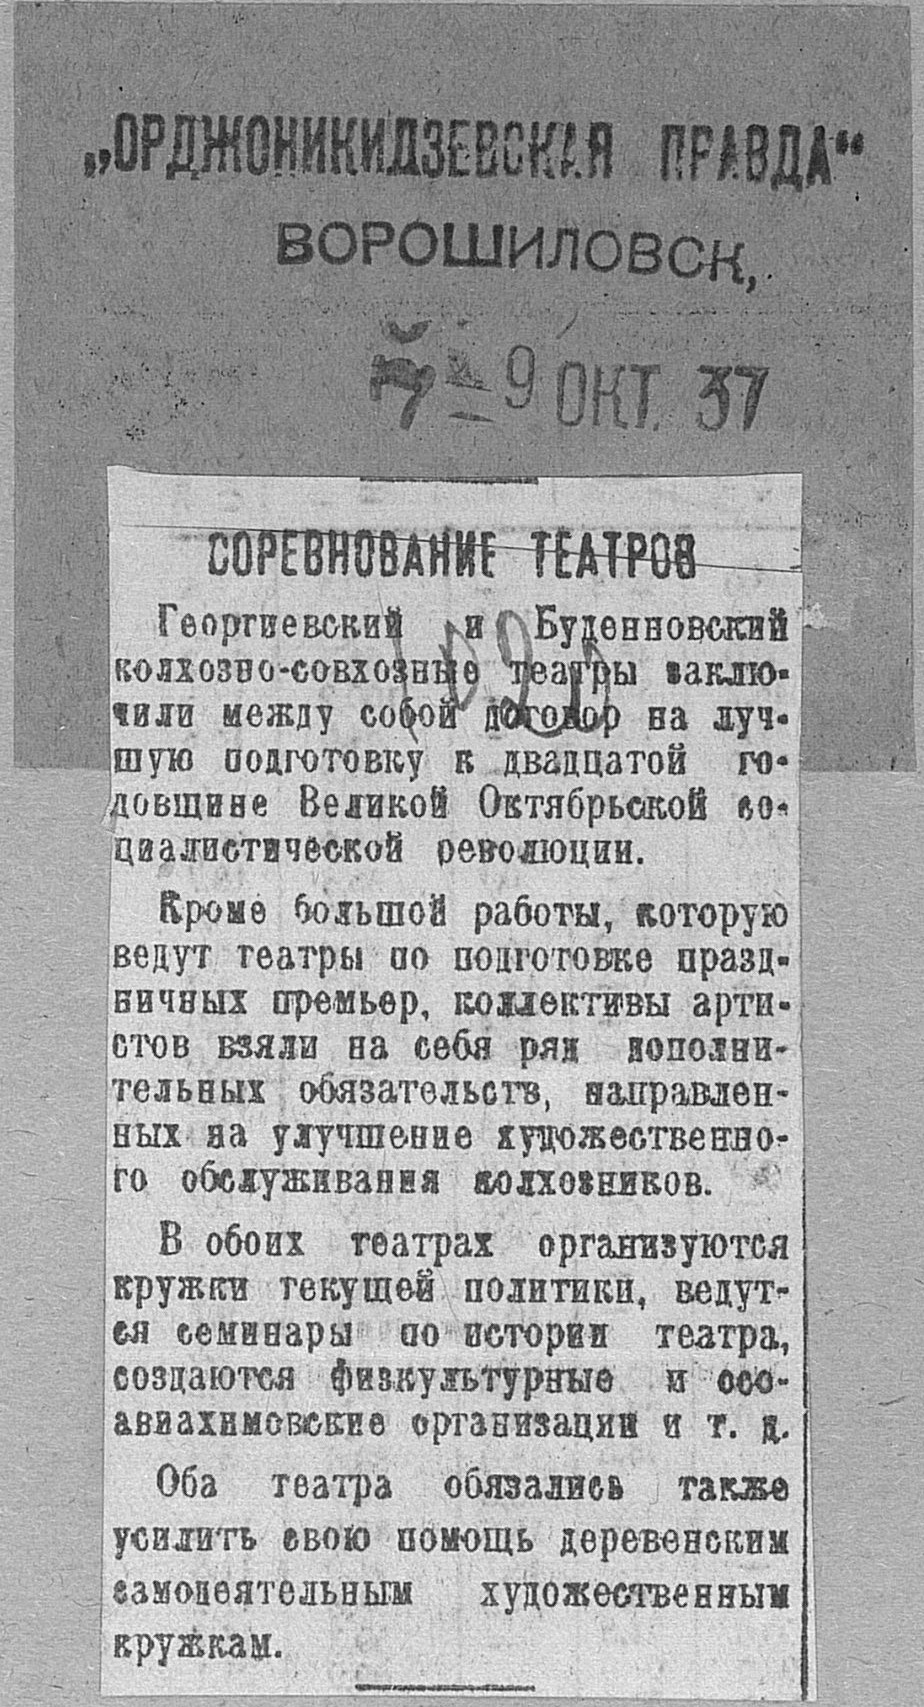 „ОРДЖОНИКИДЗЕВСКАЯ ПРАВДА“
ВОРОШИЛОВСК,
9 ОКТ. 37
СОРЕВНОВАНИЕ ТЕАТРОВ
Георгиевский и Буденновский
колхозно-совхозные театры заклю-
чили между собой договор на луч-
шую подготовку к двадцатой го-
довщине Великой Октябрьской со-
циалистической революции.
Кроме большой работы, которую
ведут театры по подготовке празд-
ничных премьер, коллективы арти-
стов взяли на себя ряд дополни-
тельных обязательств, направлен-
ных на улучшение художественно-
го обслуживания колхозников.
В обоих театрах организуются
кружки текущей политики, ведут-
ся семинары по истории театра,
создаются физкультурные и осо-
авиахимовские организации и т. д.
Оба театра обязались также
усилить свою помощь деревенским
самодеятельным художественным
кружкам.